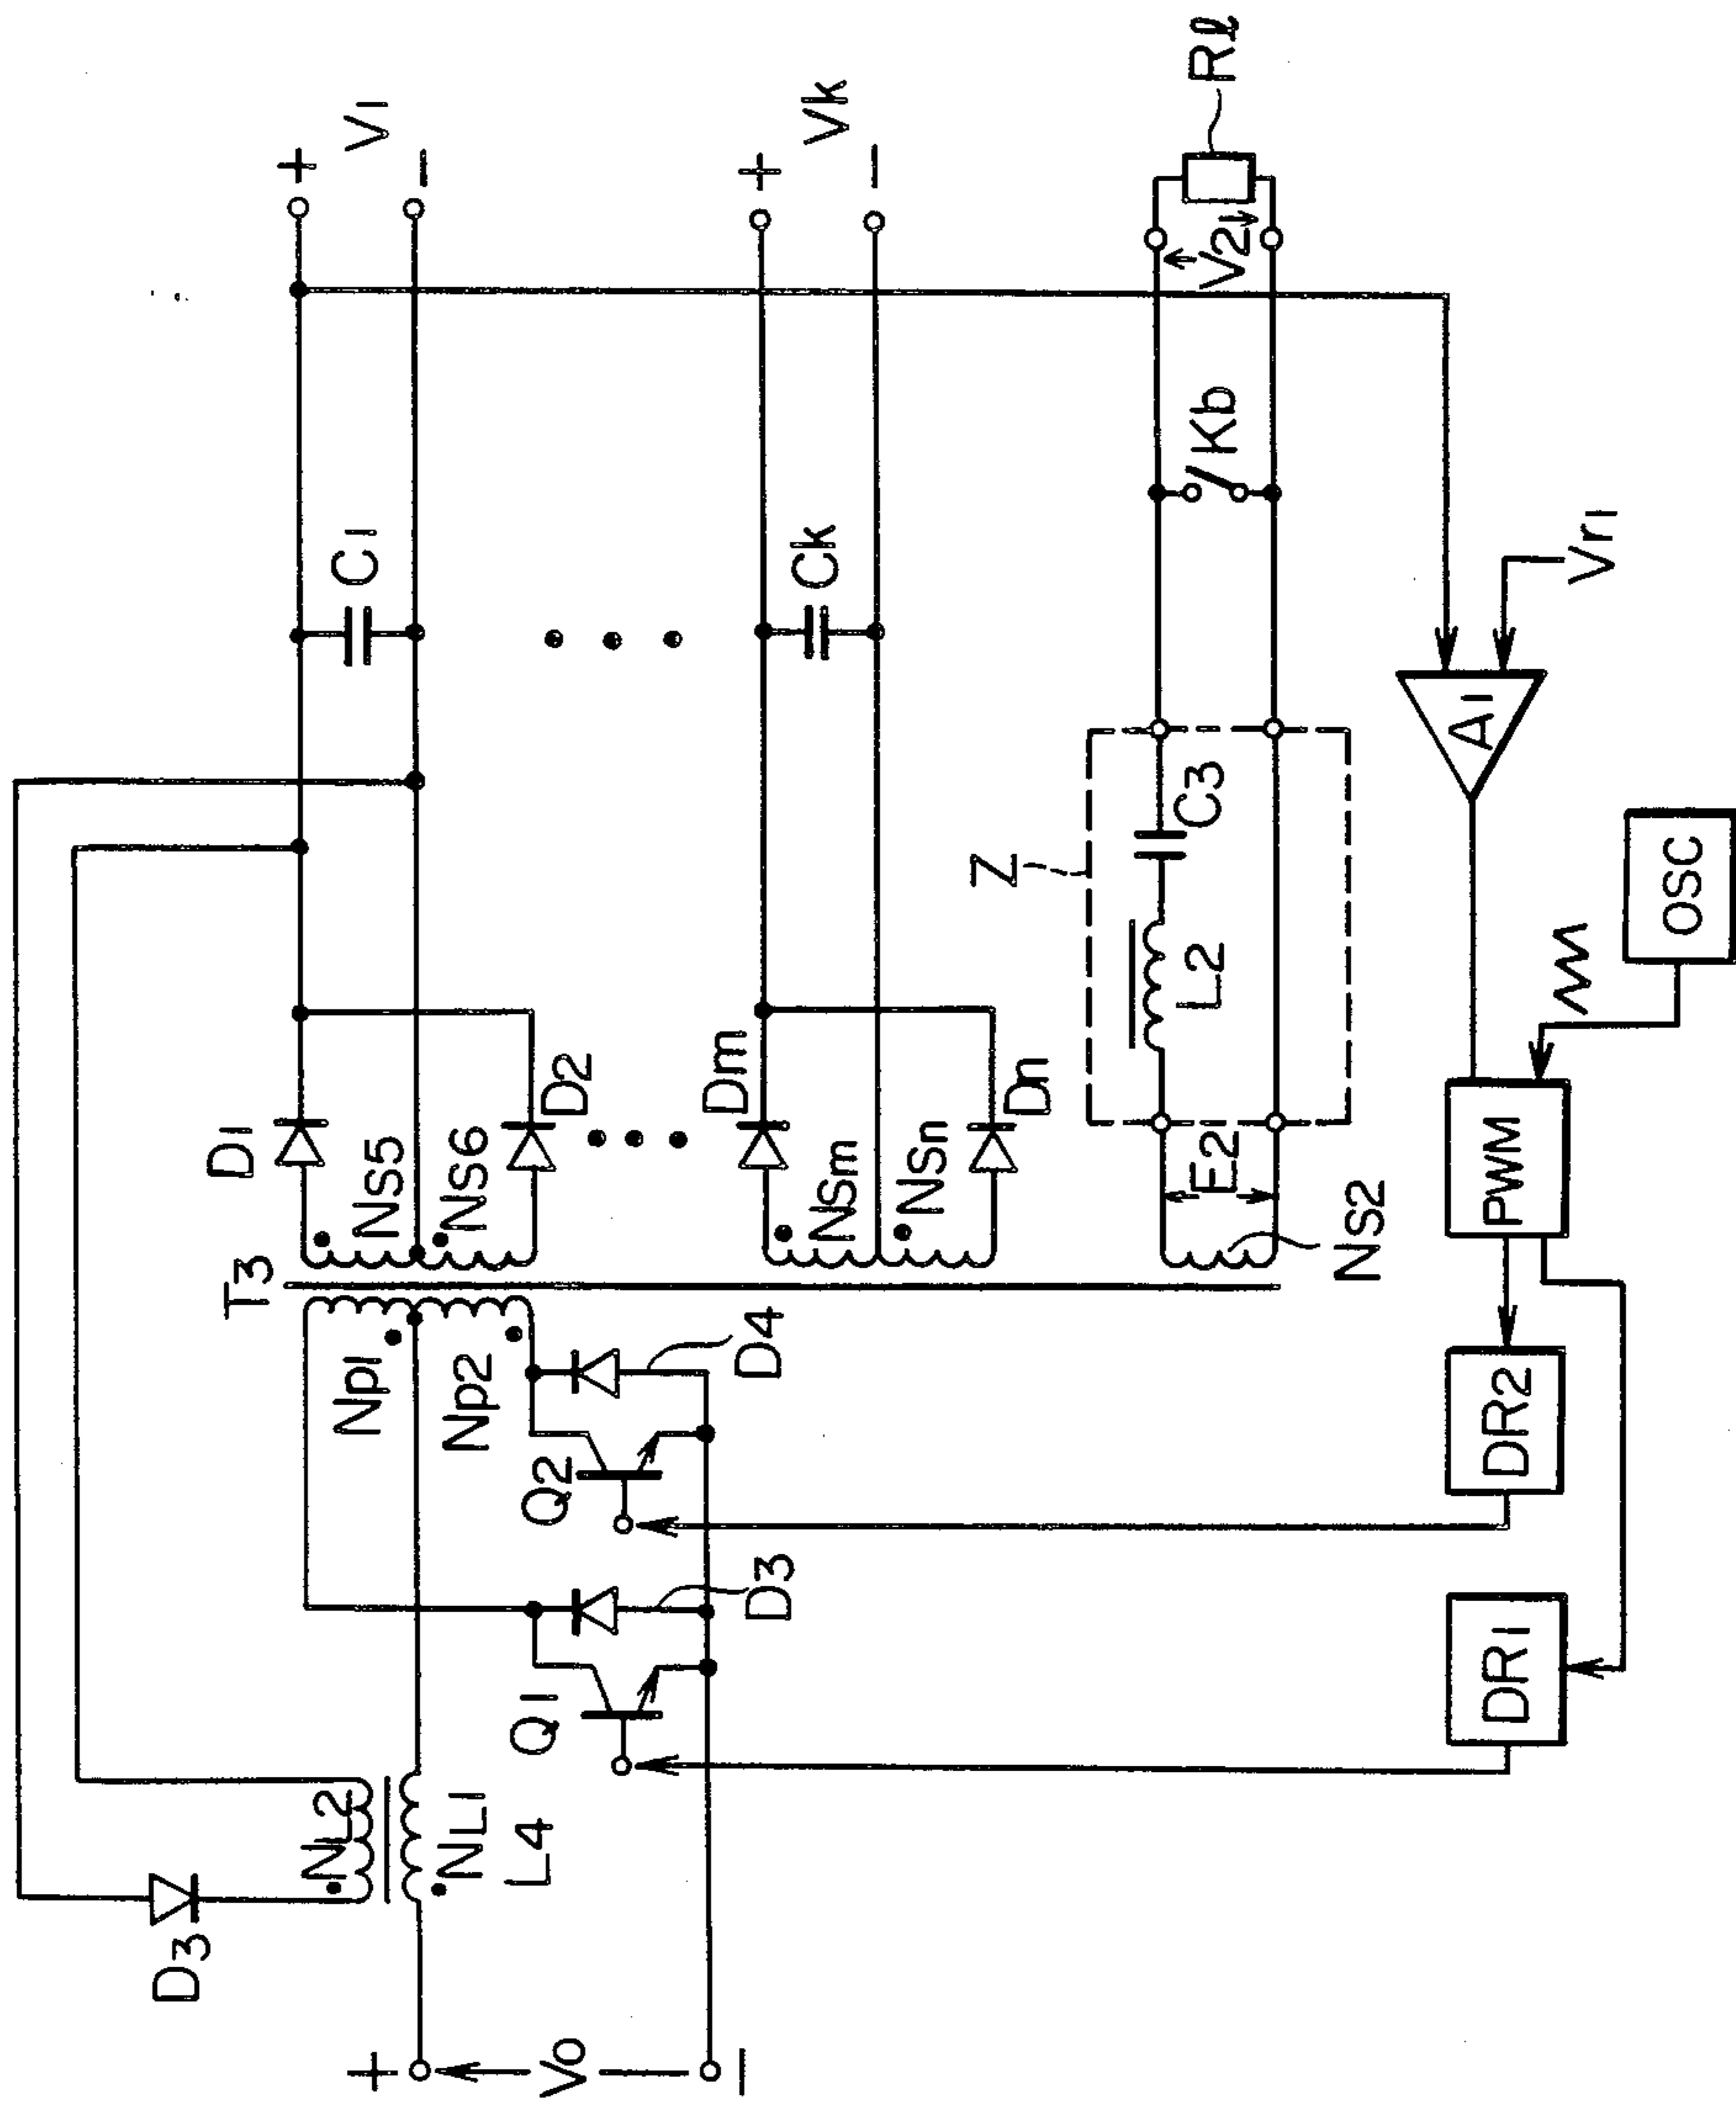 D3
NL2
NL1
L4
+
V0
−
Q1
D3
Q2
D4
T3
Np1
Np2
D1
NS5
NS6
D2
C1
+
V1
−
Dm
NSm
NSn
Dn
Ck
+
Vk
−
Z
E2
NS2
L2
C3
Kb
V2
Rℓ
DR1
DR2
PWM
OSC
A1
Vr1